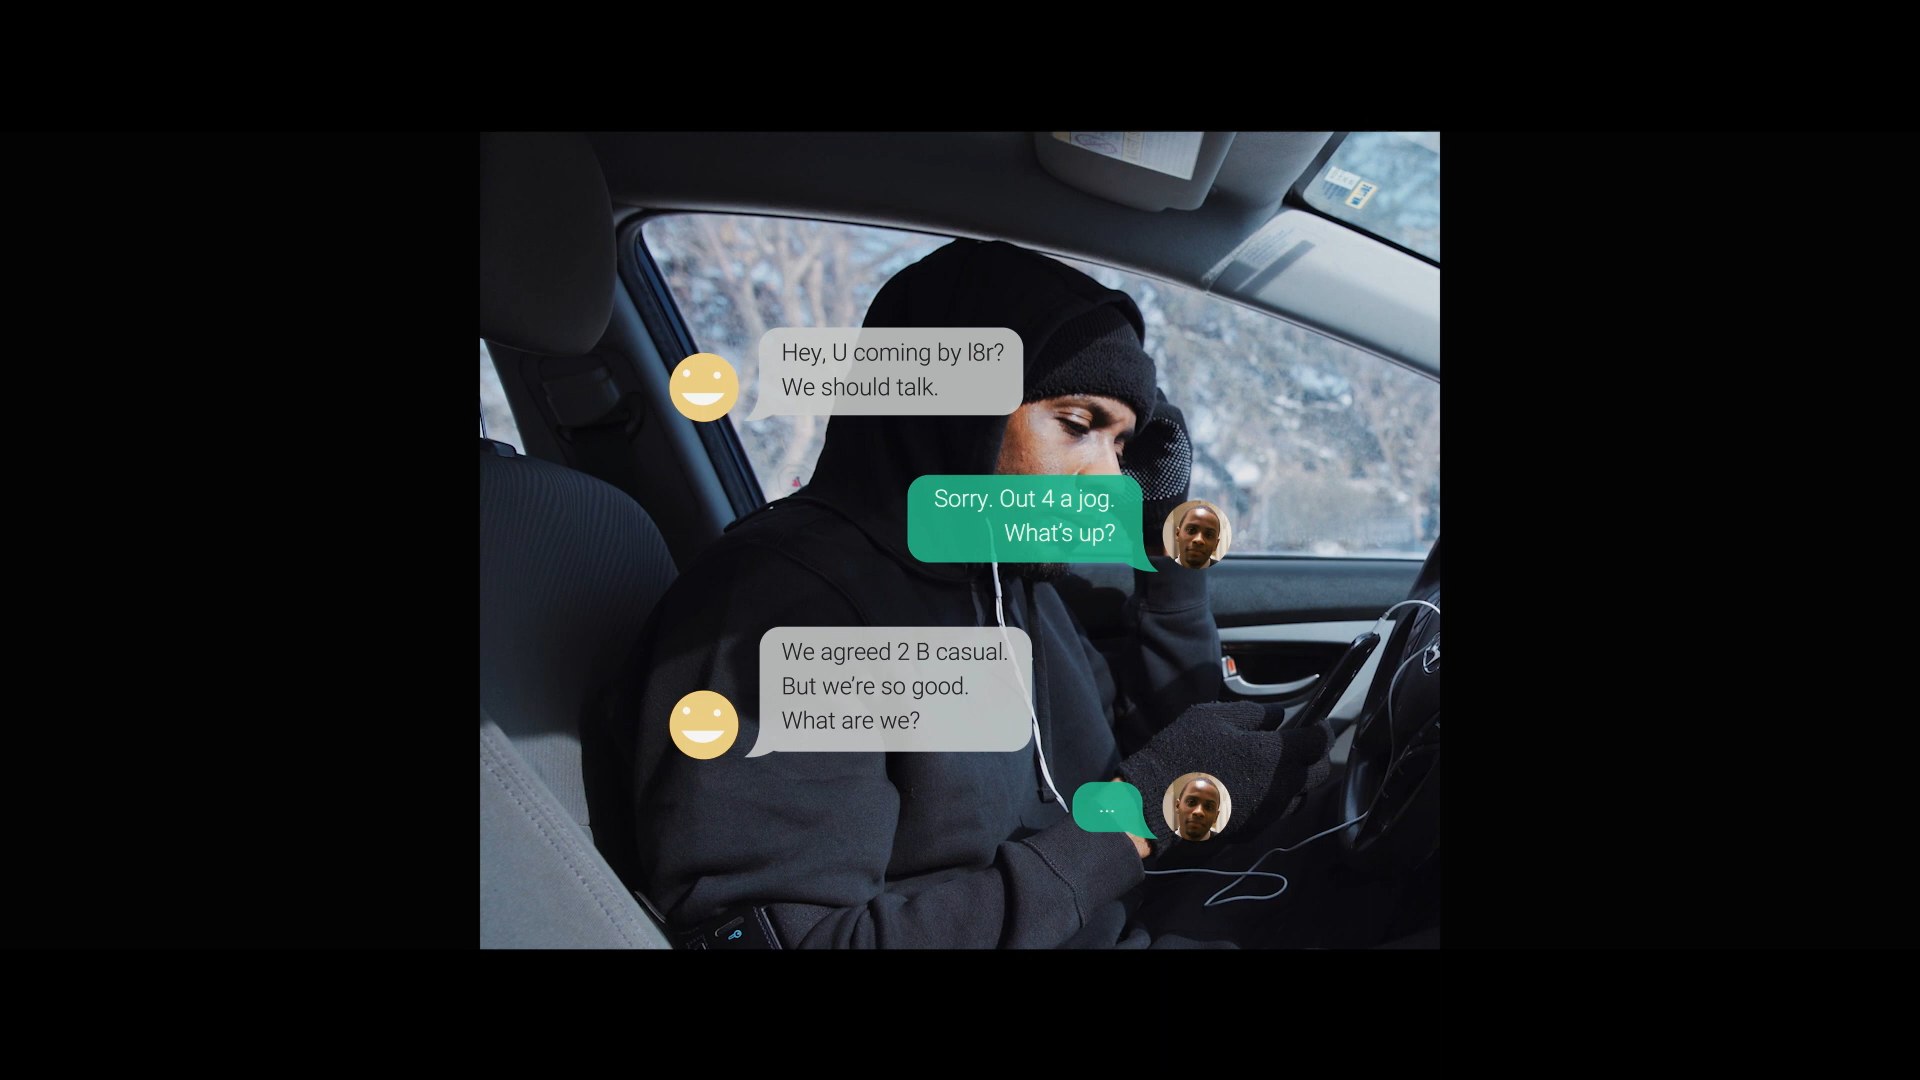 Hey, U coming by l8r?
We should talk.
Sorry. Out 4 a jog.
What’s up?
We agreed 2 B casual.
But we’re so good.
What are we?
...